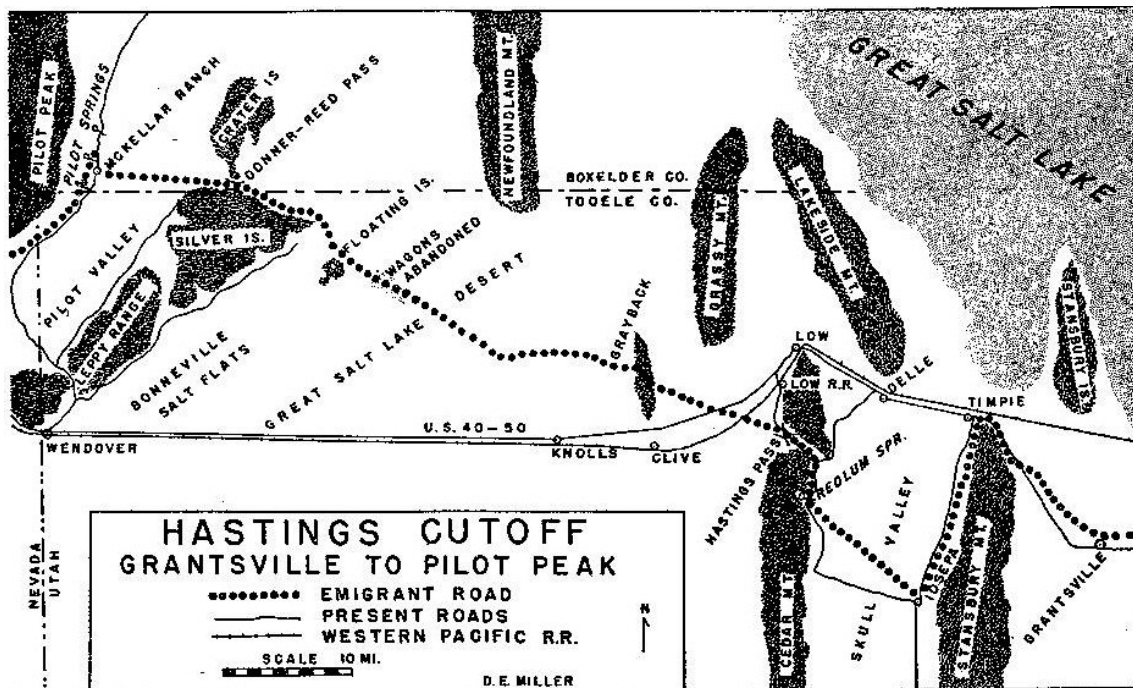 GREAT SALT LAKE
PILOT PEAK
PILOT SPRINGS
McKELLAR RANCH
CRATER IS
DONNER-REED PASS
NEWFOUNDLAND MT.
BOXELDER CO.
TOOELE CO.
GRASSY MT.
LAKESIDE MT.
STANSBURY IS.
PILOT VALLEY
SILVER IS.
FLOATING IS.
WAGONS
ABANDONED
LEPPY RANGE
BONNEVILLE
SALT FLATS
GREAT SALT LAKE DESERT
GRAYBACK
LOW
LOW R.R.
DELLE
TIMPIE
WENDOVER
U.S. 40-50
KNOLLS
CLIVE
HASTINGS PASS
REDLUM SPR.
SKULL VALLEY
IOSEPA
CEDAR MT.
STANSBURY MT.
GRANTSVILLE
NEVADA
UTAH
HASTINGS CUTOFF
GRANTSVILLE TO PILOT PEAK
EMIGRANT ROAD
PRESENT ROADS
WESTERN PACIFIC R.R.
N
SCALE 10 MI.
D.E. MILLER